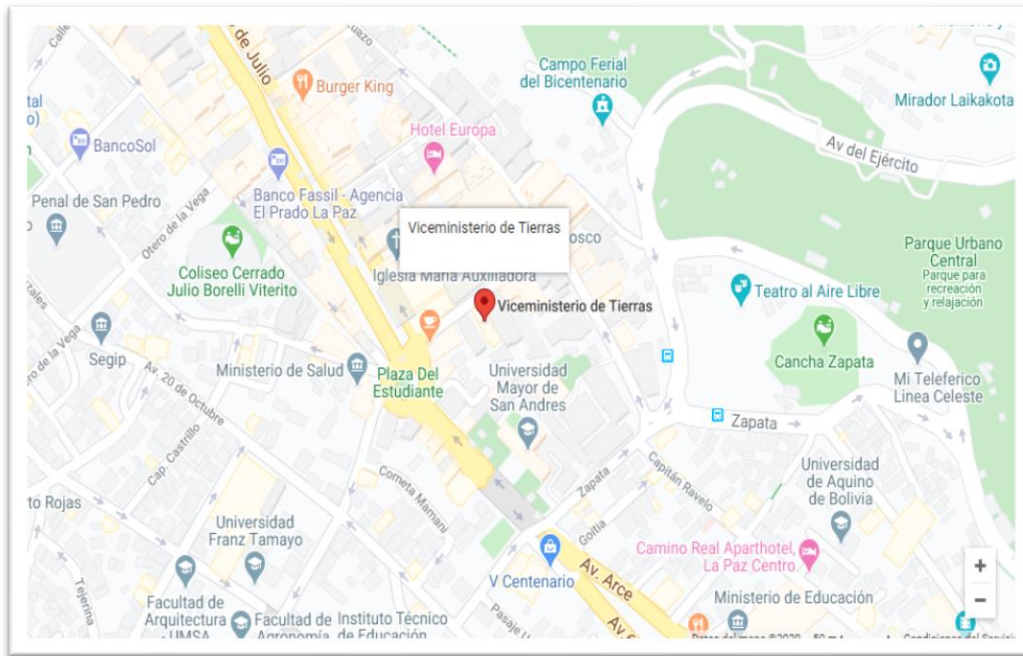 de Julio
Burger King
BancoSol
Penal de San Pedro
Otero de la Vega
Banco Fassil - Agencia
El Prado La Paz
Hotel Europa
Campo Ferial
del Bicentenario
Mirador Laikakota
Av del Ejército
Viceministerio de Tierras
Coliseo Cerrado
Julio Borelli Viterito
Iglesia María Auxiliadora
Viceministerio de Tierras
Teatro al Aire Libre
Parque Urbano
Central
Parque para
recreación
y relajación
Segip
Av. 20 de Octubre
Ministerio de Salud
Plaza Del
Estudiante
Universidad
Mayor de
San Andres
Cancha Zapata
Mi Teleferico
Linea Celeste
Zapata
Cap. Castrillo
Corneta Mamani
Zapata
Capitán Ravelo
Goitia
Universidad
de Aquino
de Bolivia
to Rojas
Universidad
Franz Tamayo
Tejerina
V Centenario
Av. Arce
Camino Real Aparthotel,
La Paz Centro
Ministerio de Educación
Facultad de
Arquitectura
Facultad de
Instituto Técnico
+
−